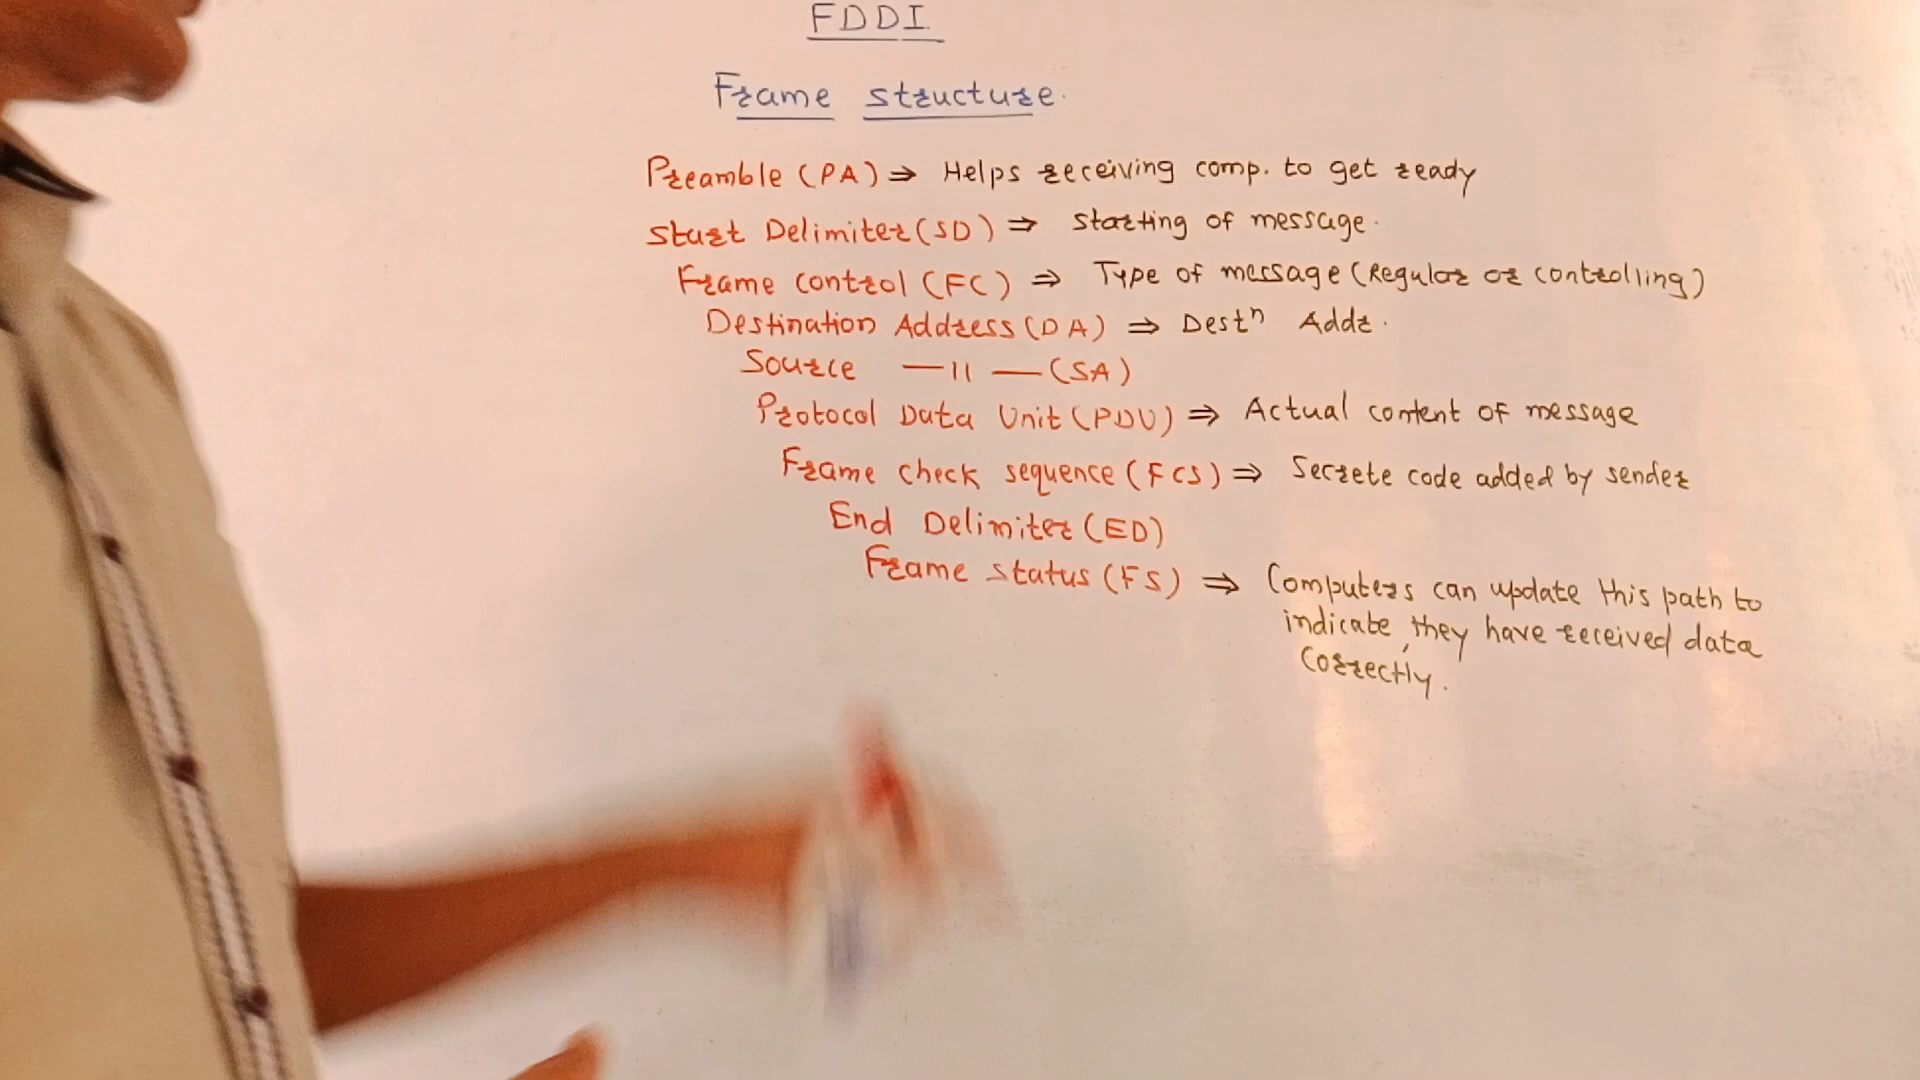 FDDI
Frame structure.
Preamble (PA) ⇒ Helps receiving comp. to get ready
Start Delimiter (SD) ⇒ starting of message.
Frame control (FC) ⇒ Type of message (Regular or controlling)
Destination Address (DA) ⇒ Destⁿ Addr.
Source —11— (SA)
Protocol Data Unit (PDU) ⇒ Actual content of message
Frame check sequence (FCS) ⇒ Secrete code added by sender
End Delimiter (ED)
Frame status (FS) ⇒ Computers can update this path to
indicate, they have received data
correctly.